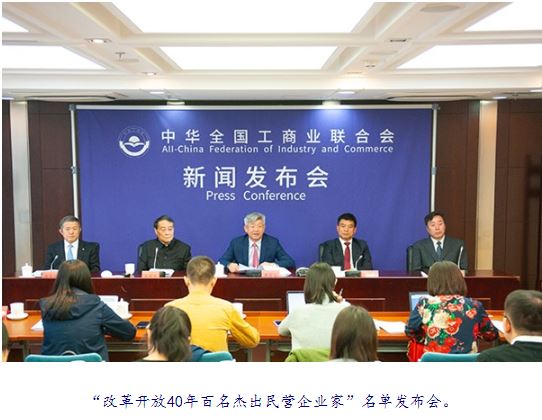 中华全国工商业联合会
All-China Federation of Industry and Commerce
新闻发布会
Press Conference
“改革开放40年百名杰出民营企业家”名单发布会。